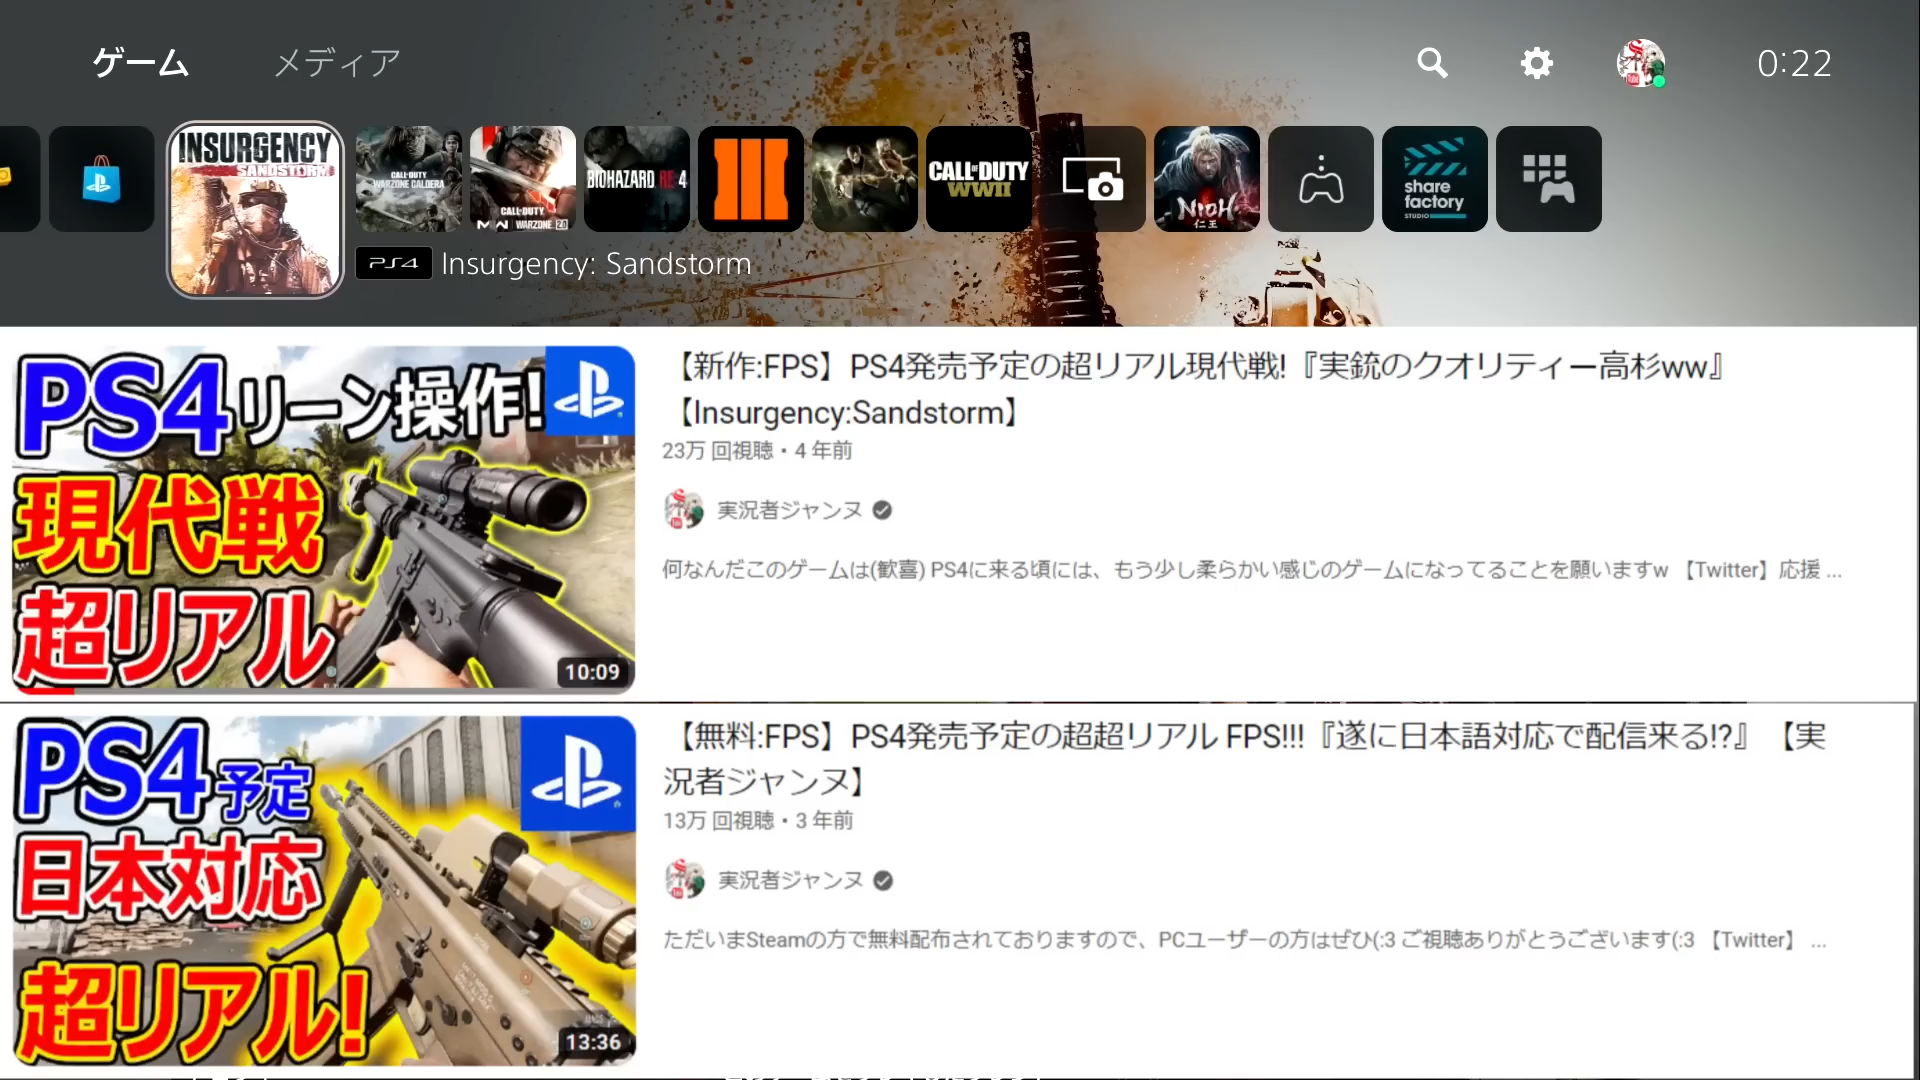 ゲーム
メディア
0:22
INSURGENCY
SANDSTORM
CALL OF DUTY
WARZONE CALDERA
CALL OF DUTY
MW II WARZONE 2.0
BIOHAZARD RE 4
III
CALL OF DUTY
WWII
NIOH
仁王
share
factory
STUDIO
PS4 Insurgency: Sandstorm
PS4リーン操作!
現代戦
超リアル
10:09
【新作:FPS】PS4発売予定の超リアル現代戦!『実銃のクオリティー高杉ww』
【Insurgency:Sandstorm】
23万 回視聴・4 年前
実況者ジャンヌ
何なんだこのゲームは(歓喜) PS4に来る頃には、もう少し柔らかい感じのゲームになってることを願いますw 【Twitter】応援 ...
PS4予定
日本対応
超リアル!
13:36
【無料:FPS】PS4発売予定の超超リアル FPS!!!『遂に日本語対応で配信来る!?』【実
況者ジャンヌ】
13万 回視聴・3 年前
実況者ジャンヌ
ただいまSteamの方で無料配布されておりますので、PCユーザーの方はぜひ(:3 ご視聴ありがとうございます(:3 【Twitter】 ...